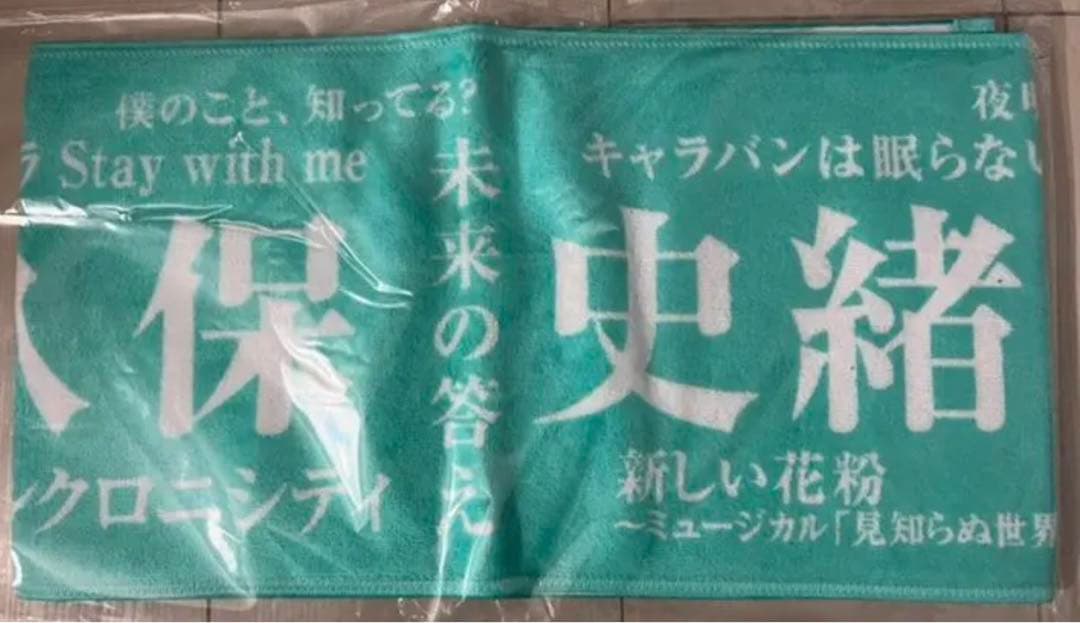 僕のこと、知ってる?
ラ Stay with me
未来の答え
夜明
キャラバンは眠らない
久保 史緒
ンクロニシティ
新しい花粉
~ミュージカル「見知らぬ世界